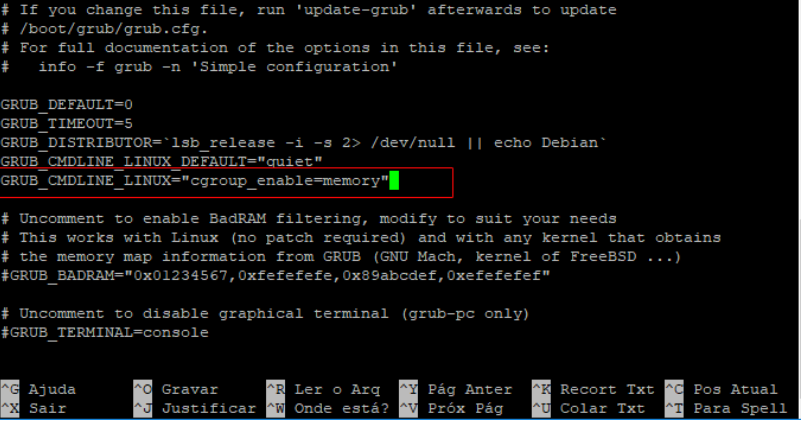 # If you change this file, run 'update-grub' afterwards to update
# /boot/grub/grub.cfg.
# For full documentation of the options in this file, see:
#   info -f grub -n 'Simple configuration'
GRUB_DEFAULT=0
GRUB_TIMEOUT=5
GRUB_DISTRIBUTOR=`lsb_release -i -s 2> /dev/null || echo Debian`
GRUB_CMDLINE_LINUX_DEFAULT="quiet"
GRUB_CMDLINE_LINUX="cgroup_enable=memory"
# Uncomment to enable BadRAM filtering, modify to suit your needs
# This works with Linux (no patch required) and with any kernel that obtains
# the memory map information from GRUB (GNU Mach, kernel of FreeBSD ...)
#GRUB_BADRAM="0x01234567,0xfefefefe,0x89abcdef,0xefefefef"
# Uncomment to disable graphical terminal (grub-pc only)
#GRUB_TERMINAL=console
^G Ajuda ^O Gravar ^R Ler o Arq ^Y Pág Anter ^K Recort Txt ^C Pos Atual
^X Sair ^J Justificar ^W Onde está? ^V Próx Pág ^U Colar Txt ^T Para Spell